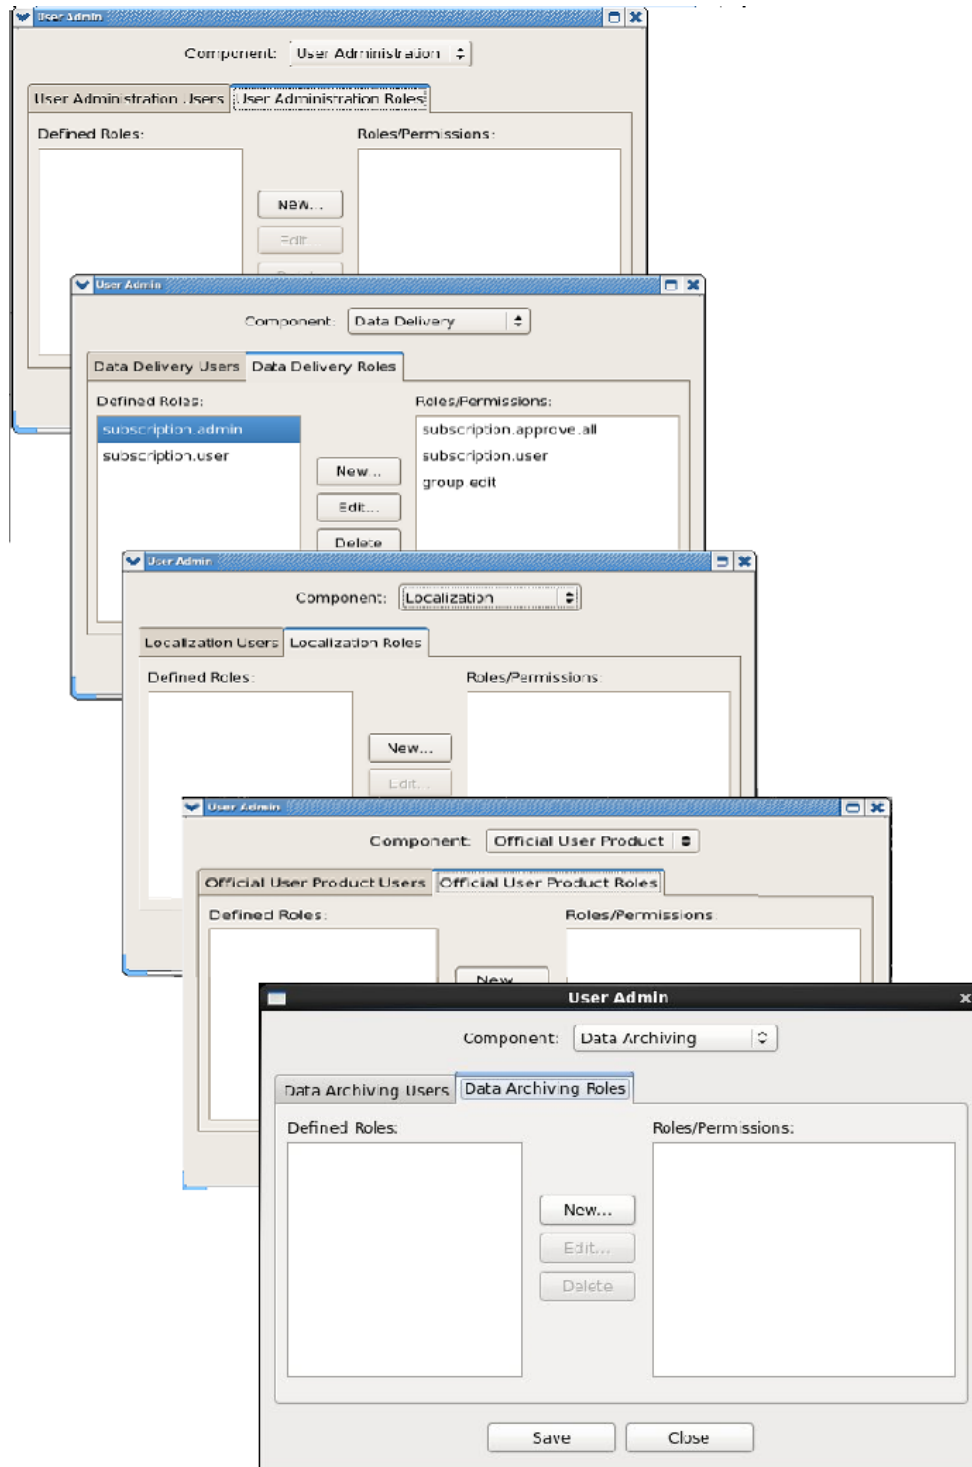 User Admin
Component: User Administration
User Administration Users User Administration Roles
Defined Roles: Roles/Permissions:
New...
Edit...
User Admin
Component: Data Delivery
Data Delivery Users Data Delivery Roles
Defined Roles: Roles/Permissions:
subscription.admin subscription.approve.all
subscription.user subscription.user
New... group.edit
Edit...
Delete
User Admin
Component: Localization
Localization Users Localization Roles
Defined Roles: Roles/Permissions:
New...
Edit...
User Admin
Component: Official User Product
Official User Product Users Official User Product Roles
Defined Roles: Roles/Permissions:
New...
User Admin
Component: Data Archiving
Data Archiving Users Data Archiving Roles
Defined Roles: Roles/Permissions:
New...
Edit...
Delete
Save Close